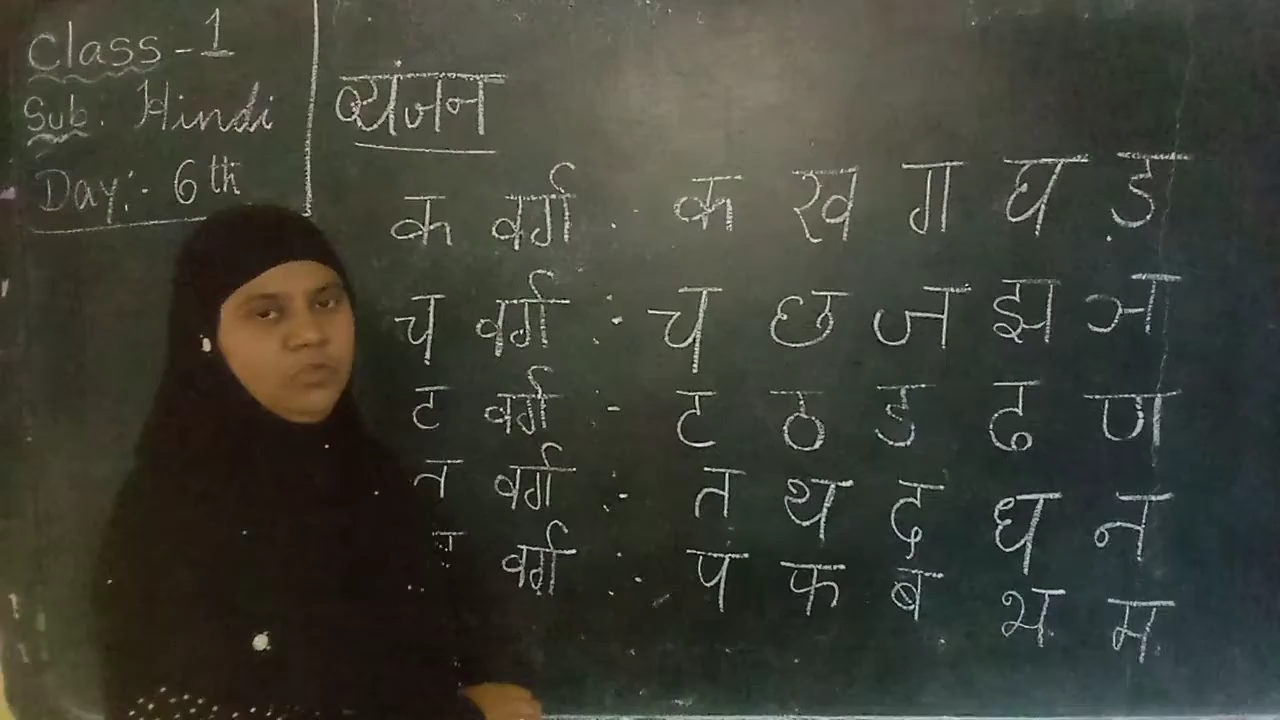 Class - 1
Sub. Hindi
Day:- 6th
व्यंजन
क वर्ग :- क ख ग घ ङ
च वर्ग :- च छ ज झ ञ
ट वर्ग :- ट ठ ड ढ ण
त वर्ग :- त थ द ध न
वर्ग :- प फ ब भ म